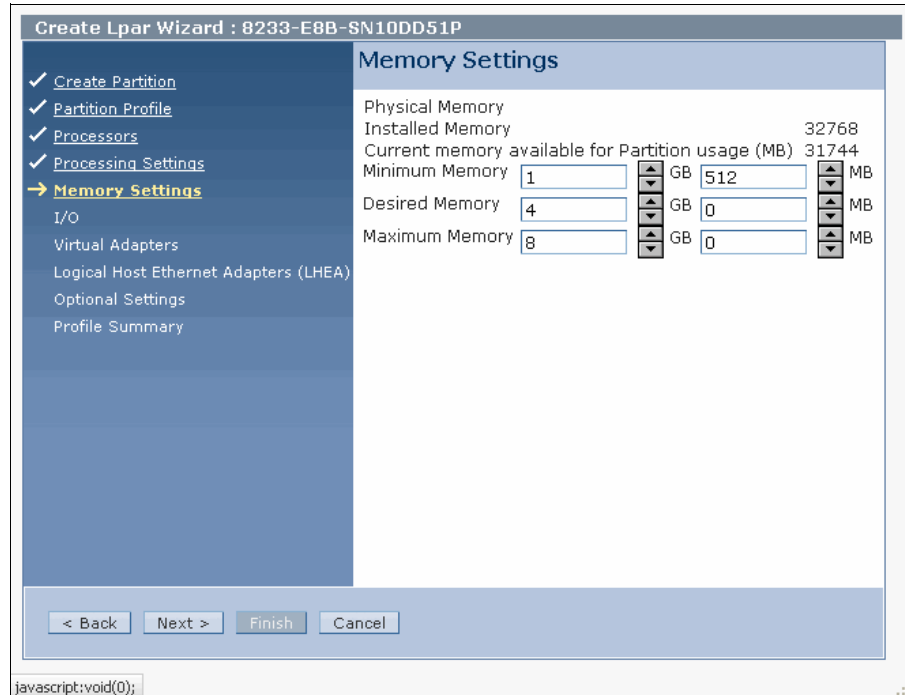 Create Lpar Wizard : 8233-E8B-SN10DD51P
Create Partition
Partition Profile
Processors
Processing Settings
Memory Settings
I/O
Virtual Adapters
Logical Host Ethernet Adapters (LHEA)
Optional Settings
Profile Summary
Memory Settings
Physical Memory
Installed Memory 32768
Current memory available for Partition usage (MB) 31744
Minimum Memory 1 GB 512 MB
Desired Memory 4 GB 0 MB
Maximum Memory 8 GB 0 MB
< Back Next > Finish Cancel
javascript:void(0);